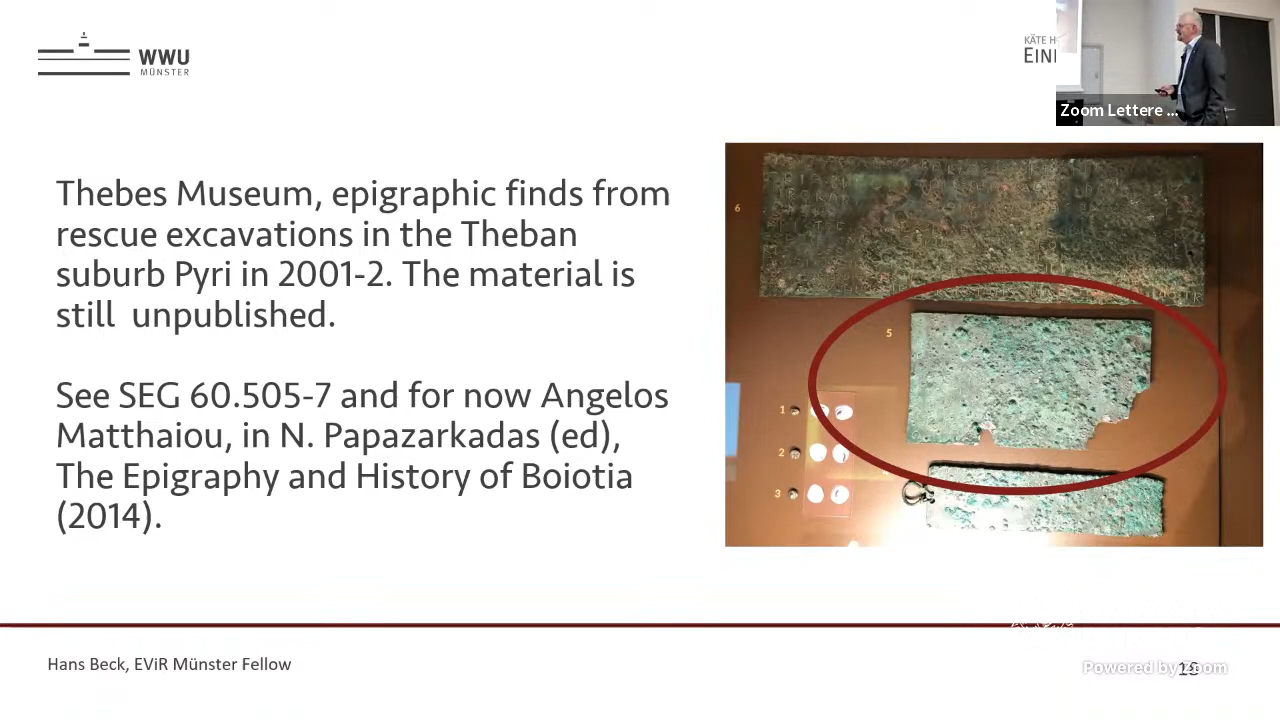 WWU
MÜNSTER
KÄTE H
EINI
Zoom Lettere ...
Thebes Museum, epigraphic finds from
rescue excavations in the Theban
suburb Pyri in 2001-2. The material is
still  unpublished.
See SEG 60.505-7 and for now Angelos
Matthaiou, in N. Papazarkadas (ed),
The Epigraphy and History of Boiotia
(2014).
6
5
1
2
3
Hans Beck, EViR Münster Fellow
Powered by Zoom